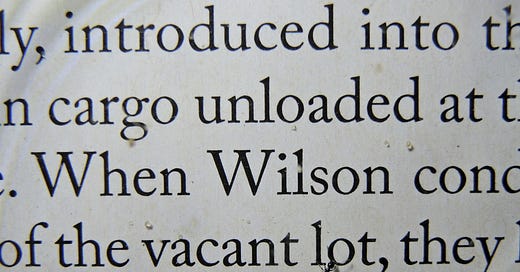 ly, introduced into th
n cargo unloaded at t
e. When Wilson cond
of the vacant lot, they